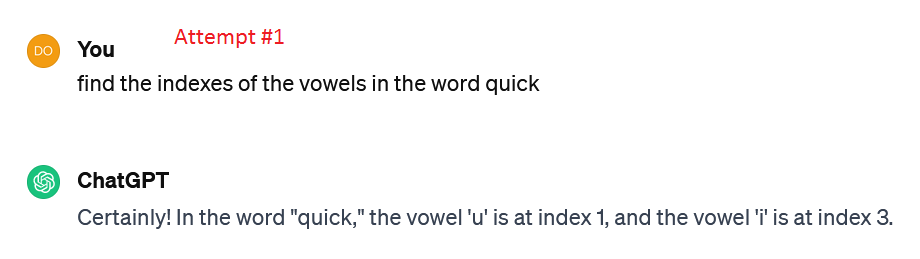 Attempt #1
DO You
find the indexes of the vowels in the word quick
ChatGPT
Certainly! In the word "quick," the vowel 'u' is at index 1, and the vowel 'i' is at index 3.